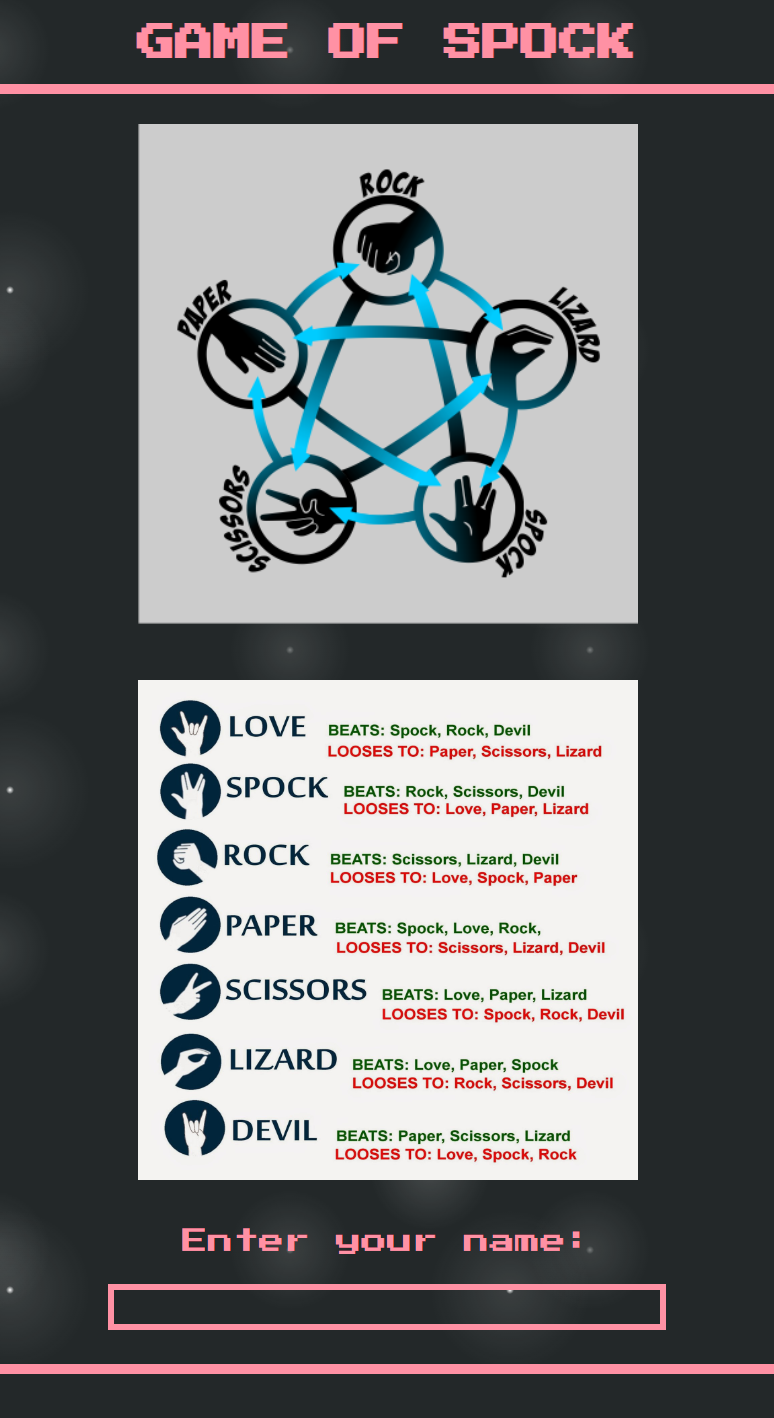 GAME OF SPOCK
ROCK
PAPER
LIZARD
SCISSORS
SPOCK
LOVE BEATS: Spock, Rock, Devil
LOOSES TO: Paper, Scissors, Lizard
SPOCK BEATS: Rock, Scissors, Devil
LOOSES TO: Love, Paper, Lizard
ROCK BEATS: Scissors, Lizard, Devil
LOOSES TO: Love, Spock, Paper
PAPER BEATS: Spock, Love, Rock,
LOOSES TO: Scissors, Lizard, Devil
SCISSORS BEATS: Love, Paper, Lizard
LOOSES TO: Spock, Rock, Devil
LIZARD BEATS: Love, Paper, Spock
LOOSES TO: Rock, Scissors, Devil
DEVIL BEATS: Paper, Scissors, Lizard
LOOSES TO: Love, Spock, Rock
Enter your name: